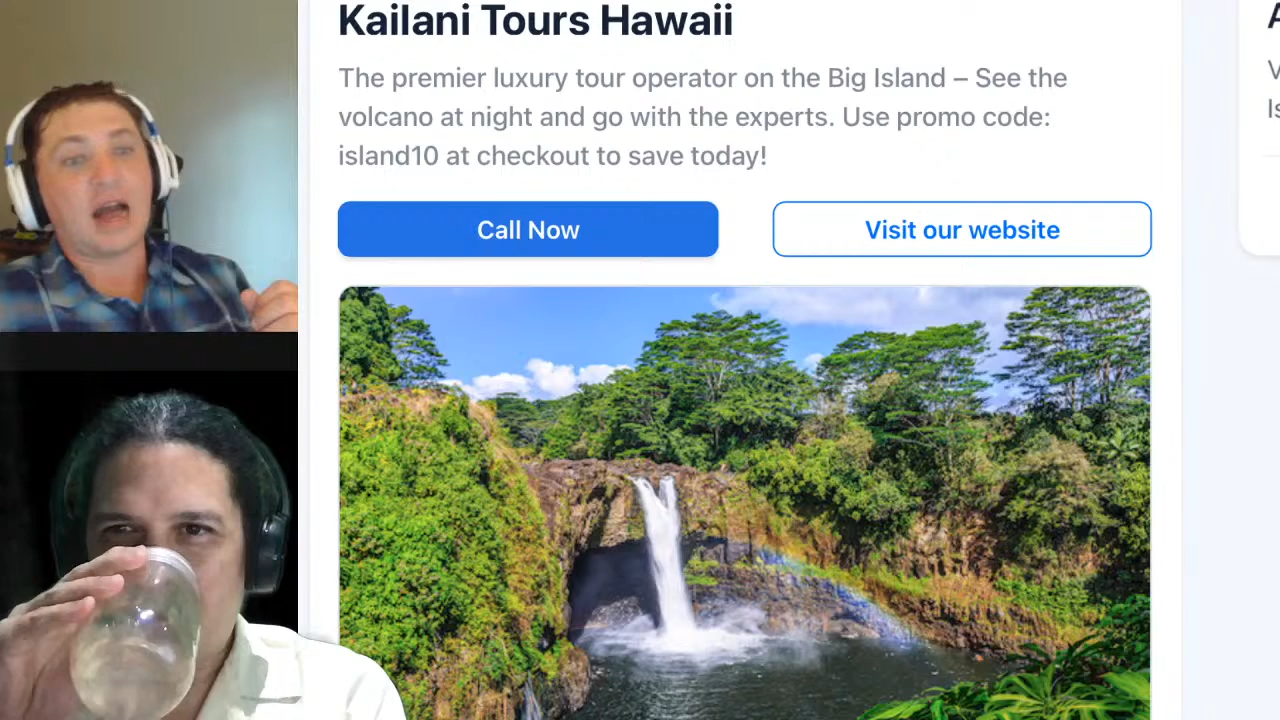 Kailani Tours Hawaii
The premier luxury tour operator on the Big Island – See the
volcano at night and go with the experts. Use promo code:
island10 at checkout to save today!
Call Now
Visit our website